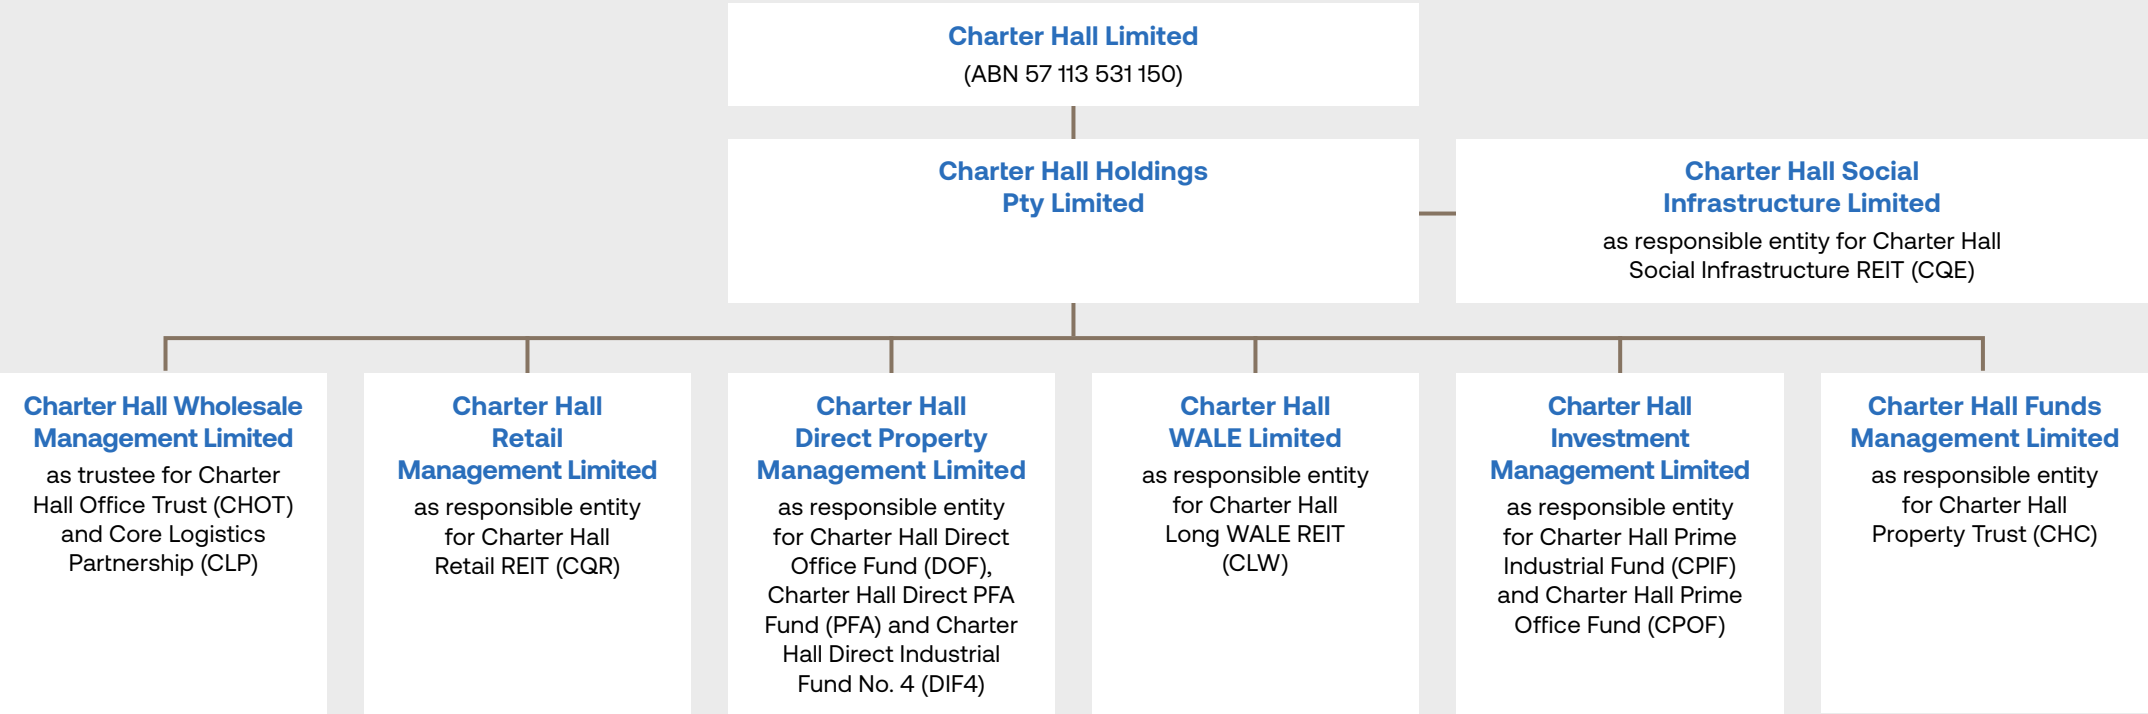 Charter Hall Limited
(ABN 57 113 531 150)
Charter Hall Holdings
Pty Limited
Charter Hall Social
Infrastructure Limited
as responsible entity for Charter Hall
Social Infrastructure REIT (CQE)
Charter Hall Wholesale
Management Limited
as trustee for Charter
Hall Office Trust (CHOT)
and Core Logistics
Partnership (CLP)
Charter Hall
Retail
Management Limited
as responsible entity
for Charter Hall
Retail REIT (CQR)
Charter Hall
Direct Property
Management Limited
as responsible entity
for Charter Hall Direct
Office Fund (DOF),
Charter Hall Direct PFA
Fund (PFA) and Charter
Hall Direct Industrial
Fund No. 4 (DIF4)
Charter Hall
WALE Limited
as responsible entity
for Charter Hall
Long WALE REIT
(CLW)
Charter Hall
Investment
Management Limited
as responsible entity
for Charter Hall Prime
Industrial Fund (CPIF)
and Charter Hall Prime
Office Fund (CPOF)
Charter Hall Funds
Management Limited
as responsible entity
for Charter Hall
Property Trust (CHC)